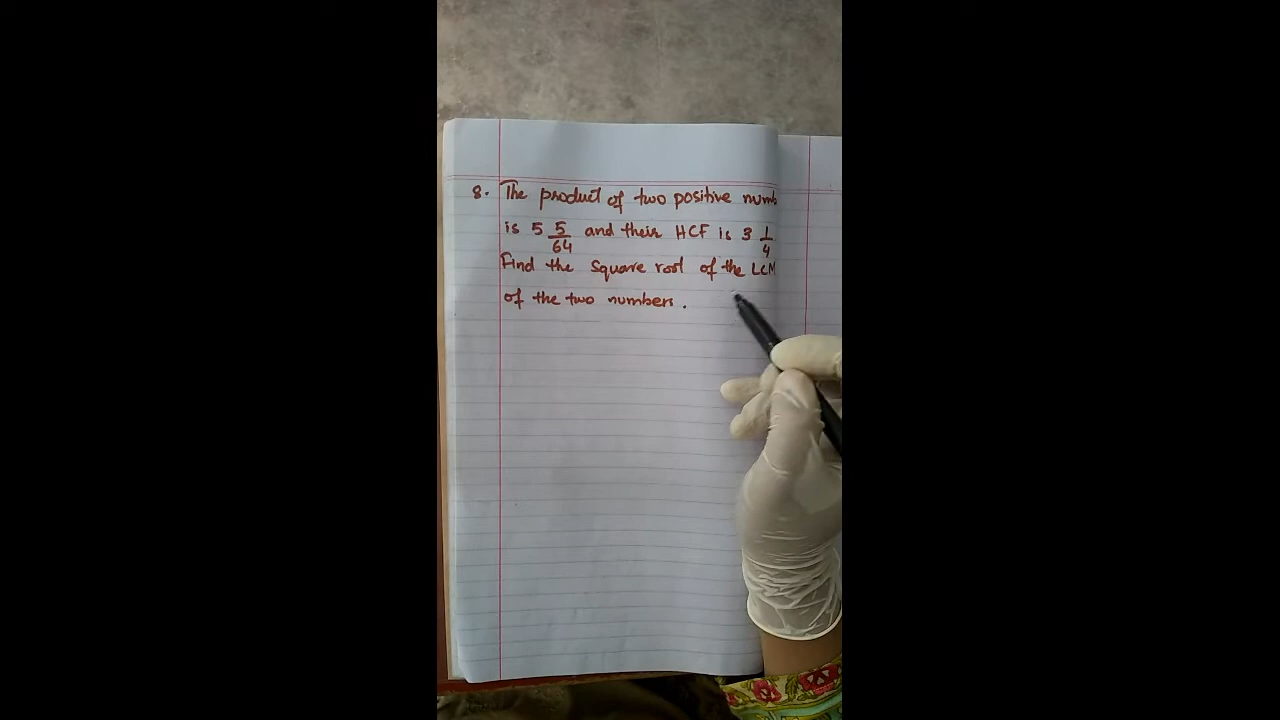 8. The product of two positive numb
is 5 5/64 and their HCF is 3 1/4.
Find the square root of the LCM
of the two numbers.